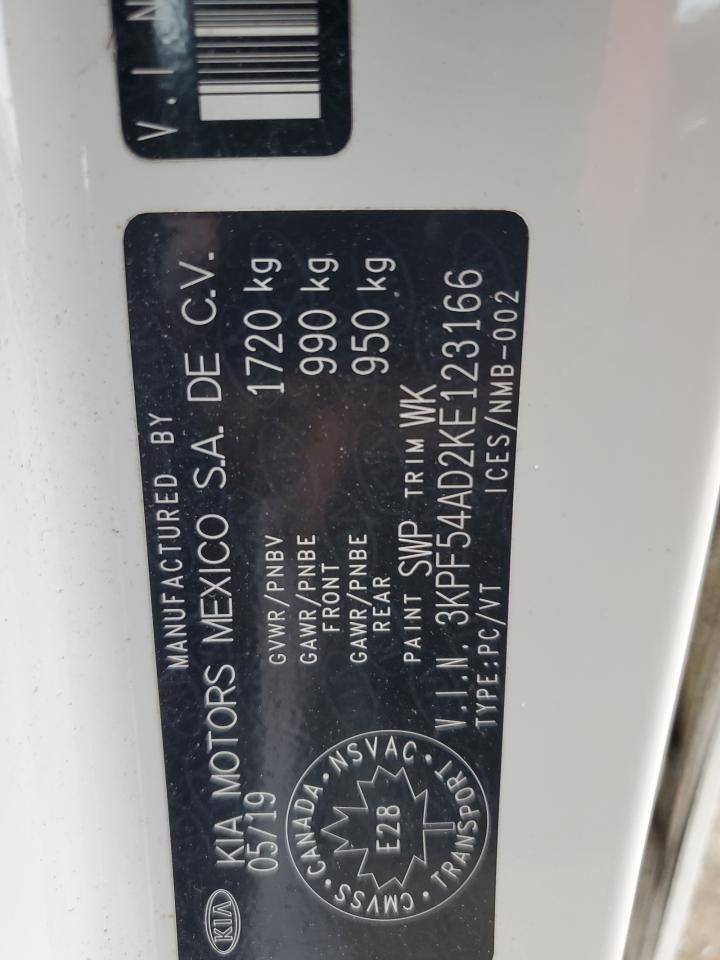 V.I.N
MANUFACTURED BY
KIA KIA MOTORS MEXICO S.A. DE C.V.
05/19
GVWR/PNBV 1720 kg
GAWR/PNBE FRONT 990 kg
GAWR/PNBE REAR 950 kg
PAINT SWP TRIM WK
V.I.N. 3KPF54AD2KE123166
TYPE:PC/VT ICES/NMB-002
CMVSS · CANADA · NSVAC · TRANSPORT ·
E28